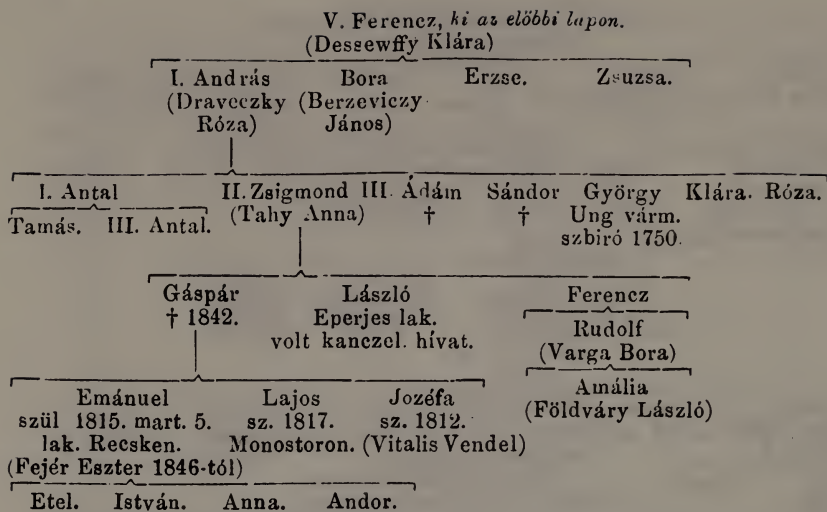 V. Ferencz, ki az előbbi lapon.
(Dessewffy Klára)
I. András Bora Erzse. Zsuzsa.
(Draveczky (Berzeviczy
Róza) János)
I. Antal II. Zsigmond III. Ádám Sándor György Klára. Róza.
Tamás. III. Antal. (Tahy Anna) † † Ung várm.
szbiró 1750.
Gáspár László Ferencz
† 1842. Eperjes lak. Rudolf
volt kanczel. hívat. (Varga Bora)
Emánuel Lajos Jozéfa Amália
szül 1815. mart. 5. sz. 1817. sz. 1812. (Földváry László)
lak. Recsken. Monostoron. (Vitalis Vendel)
(Fejér Eszter 1846-tól)
Etel. István. Anna. Andor.